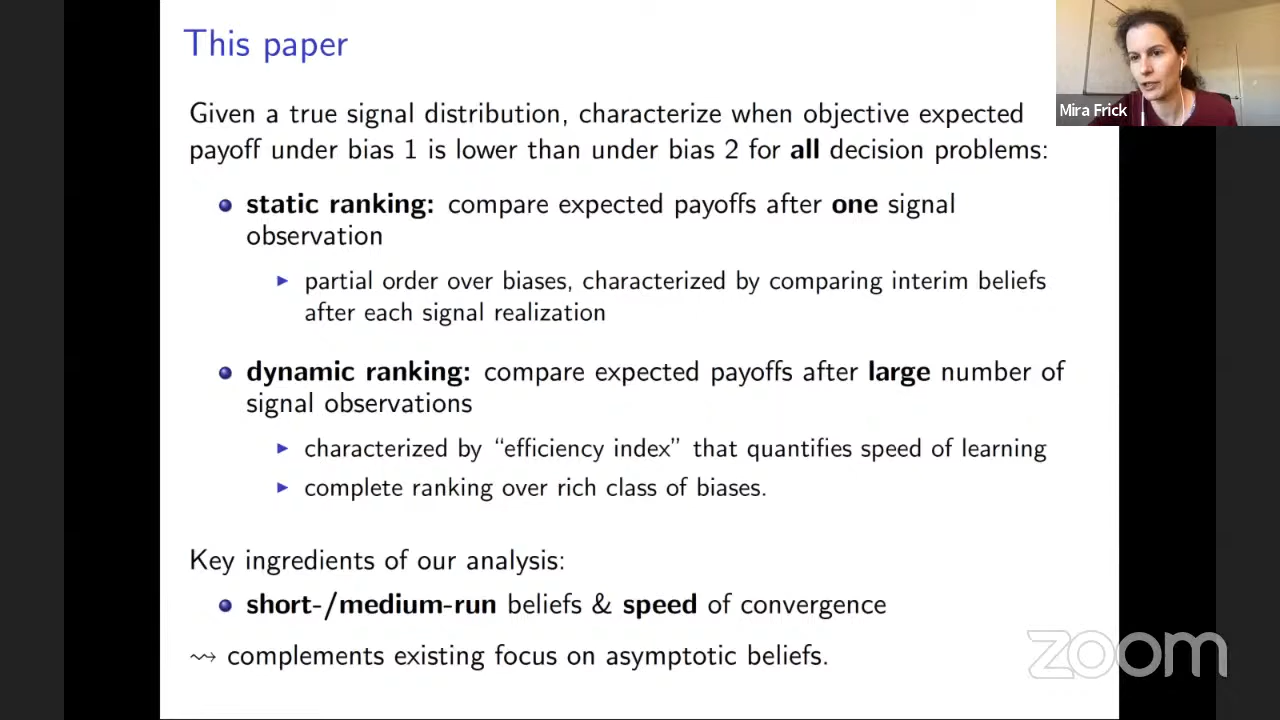 This paper
Given a true signal distribution, characterize when objective expected
payoff under bias 1 is lower than under bias 2 for all decision problems:
static ranking: compare expected payoffs after one signal
observation
partial order over biases, characterized by comparing interim beliefs
after each signal realization
dynamic ranking: compare expected payoffs after large number of
signal observations
characterized by “efficiency index” that quantifies speed of learning
complete ranking over rich class of biases.
Key ingredients of our analysis:
short-/medium-run beliefs & speed of convergence
⇝ complements existing focus on asymptotic beliefs.
Mira Frick
zoom